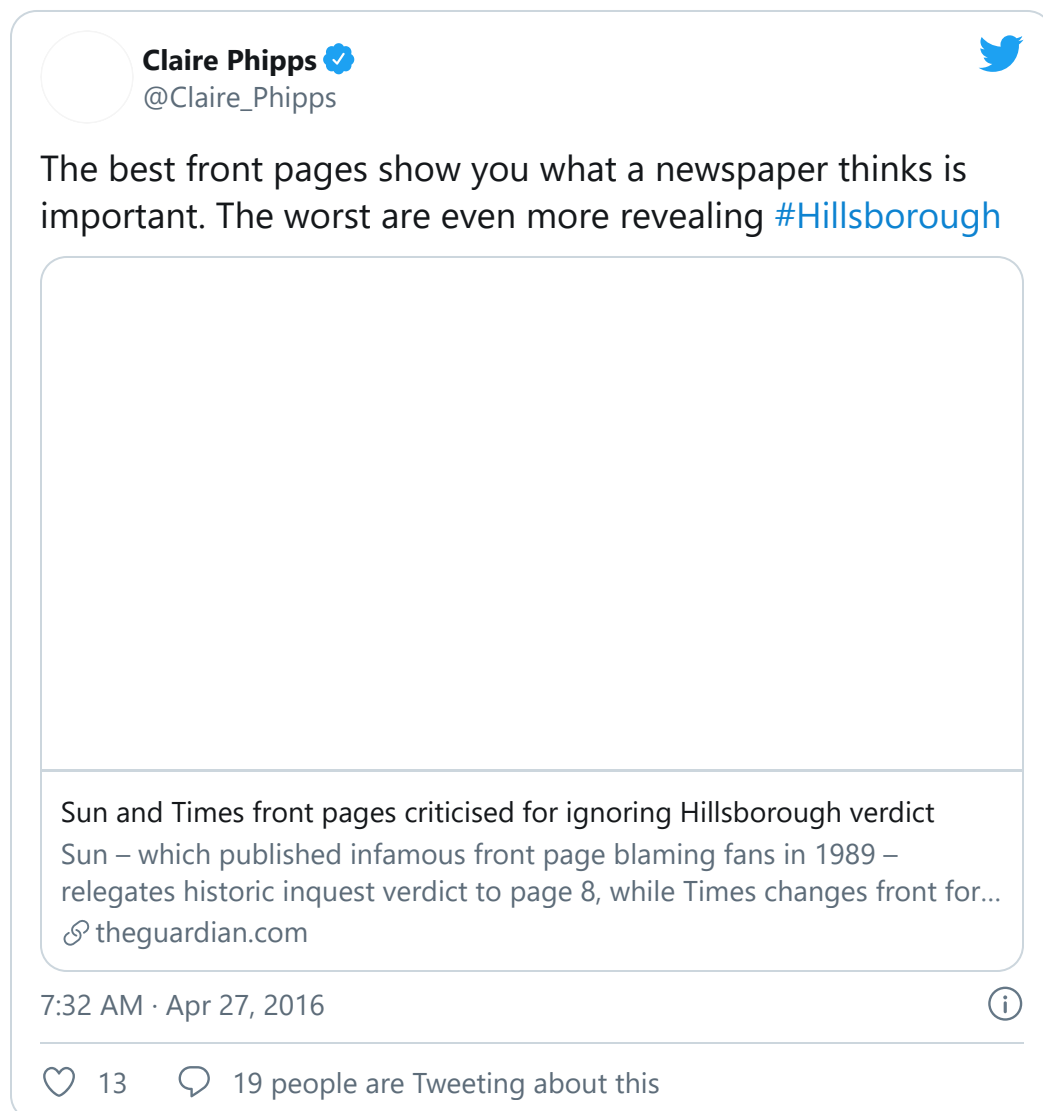 Claire Phipps
@Claire_Phipps
The best front pages show you what a newspaper thinks is
important. The worst are even more revealing #Hillsborough
Sun and Times front pages criticised for ignoring Hillsborough verdict
Sun – which published infamous front page blaming fans in 1989 –
relegates historic inquest verdict to page 8, while Times changes front for...
theguardian.com
7:32 AM · Apr 27, 2016
13 19 people are Tweeting about this